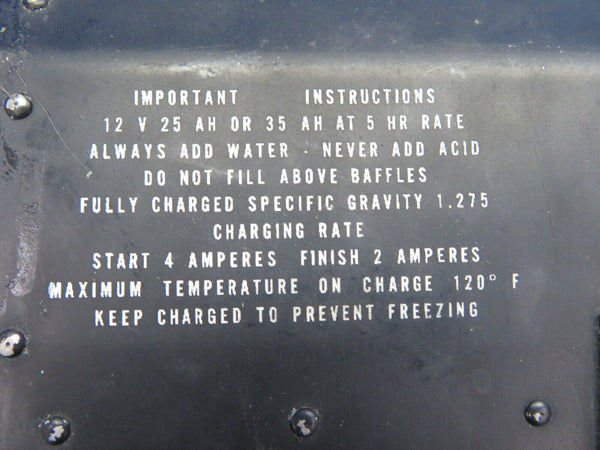 IMPORTANT INSTRUCTIONS
12 V 25 AH OR 35 AH AT 5 HR RATE
ALWAYS ADD WATER - NEVER ADD ACID
DO NOT FILL ABOVE BAFFLES
FULLY CHARGED SPECIFIC GRAVITY 1.275
CHARGING RATE
START 4 AMPERES FINISH 2 AMPERES
MAXIMUM TEMPERATURE ON CHARGE 120° F
KEEP CHARGED TO PREVENT FREEZING